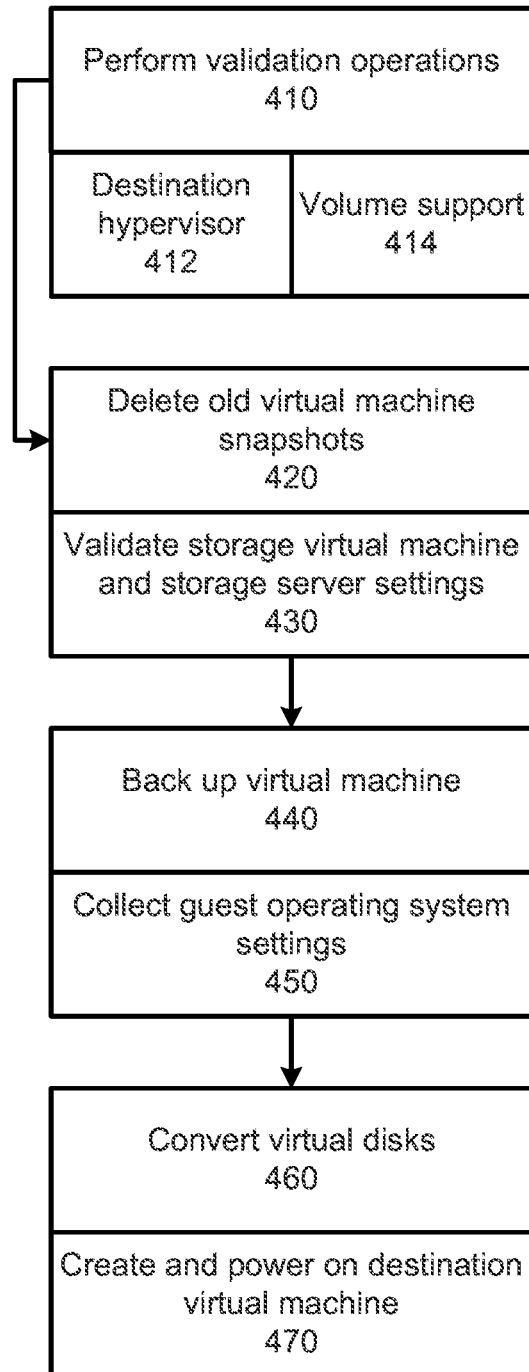 Perform validation operations
410
Destination
hypervisor
412
Volume support
414
Delete old virtual machine
snapshots
420
Validate storage virtual machine
and storage server settings
430
Back up virtual machine
440
Collect guest operating system
settings
450
Convert virtual disks
460
Create and power on destination
virtual machine
470